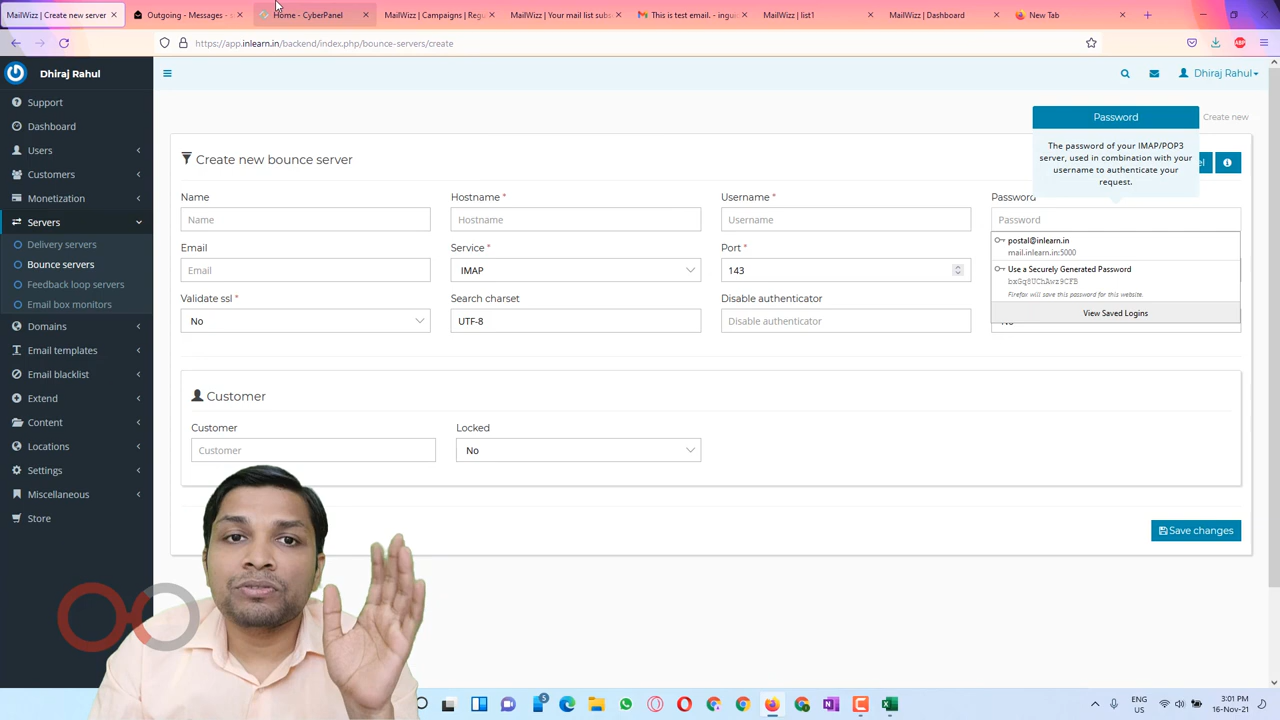 MailWizz | Create new server
Outgoing - Messages - s
Home - CyberPanel
MailWizz | Campaigns | Reg
MailWizz | Your mail list subs
This is test email. - ingui
MailWizz | list1
MailWizz | Dashboard
New Tab
https://app.inlearn.in/backend/index.php/bounce-servers/create
Dhiraj Rahul
Dhiraj Rahul
Support
Dashboard
Users
Customers
Monetization
Servers
Delivery servers
Bounce servers
Feedback loop servers
Email box monitors
Domains
Email templates
Email blacklist
Extend
Content
Locations
Settings
Miscellaneous
Store
Password
Create new
The password of your IMAP/POP3
server, used in combination with your
username to authenticate your
request.
Create new bounce server
Name
Hostname *
Username *
Password
Name
Hostname
Username
Password
Email
Service *
Port *
Email
IMAP
143
postal@inlearn.in
mail.inlearn.in:5000
Use a Securely Generated Password
Firefox will save this password for this website.
View Saved Logins
Validate ssl *
Search charset
Disable authenticator
No
UTF-8
Disable authenticator
Customer
Customer
Locked
Customer
No
Save changes
5
ENG
US
3:01 PM
16-Nov-21